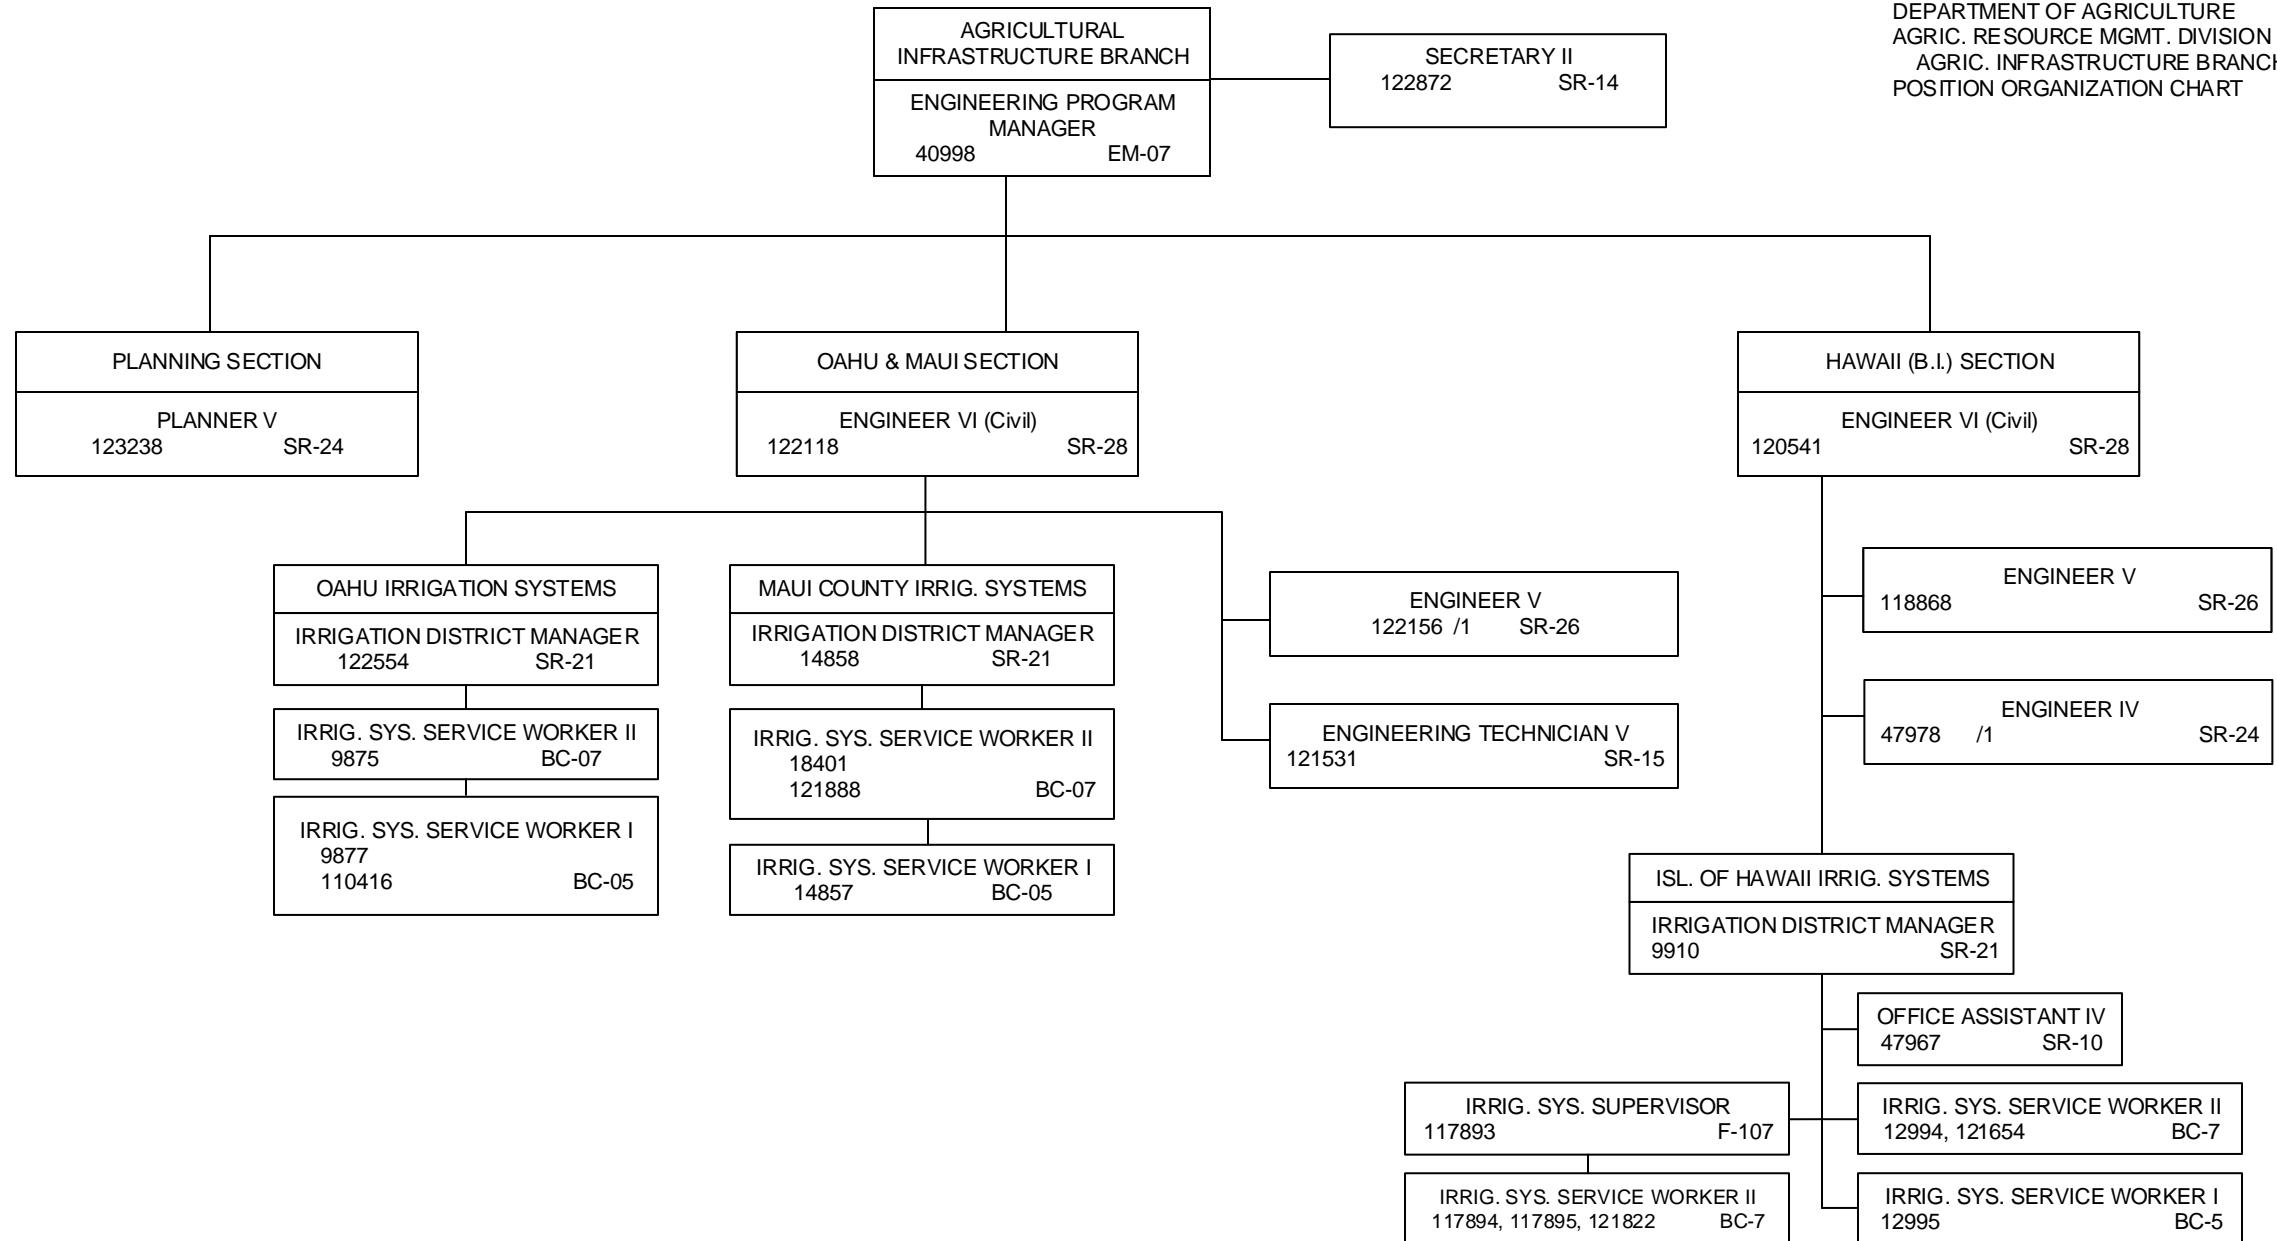 DEPARTMENT OF AGRICULTURE
AGRIC. RESOURCE MGMT. DIVISION
AGRIC. INFRASTRUCTURE BRANCH
POSITION ORGANIZATION CHART
AGRICULTURAL
INFRASTRUCTURE BRANCH
ENGINEERING PROGRAM
MANAGER
40998 EM-07
SECRETARY II
122872 SR-14
PLANNING SECTION
PLANNER V
123238 SR-24
OAHU & MAUI SECTION
ENGINEER VI (Civil)
122118 SR-28
HAWAII (B.I.) SECTION
ENGINEER VI (Civil)
120541 SR-28
OAHU IRRIGATION SYSTEMS
IRRIGATION DISTRICT MANAGER
122554 SR-21
IRRIG. SYS. SERVICE WORKER II
9875 BC-07
IRRIG. SYS. SERVICE WORKER I
9877
110416 BC-05
MAUI COUNTY IRRIG. SYSTEMS
IRRIGATION DISTRICT MANAGER
14858 SR-21
IRRIG. SYS. SERVICE WORKER II
18401
121888 BC-07
IRRIG. SYS. SERVICE WORKER I
14857 BC-05
ENGINEER V
122156 /1 SR-26
ENGINEERING TECHNICIAN V
121531 SR-15
ENGINEER V
118868 SR-26
ENGINEER IV
47978 /1 SR-24
ISL. OF HAWAII IRRIG. SYSTEMS
IRRIGATION DISTRICT MANAGER
9910 SR-21
OFFICE ASSISTANT IV
47967 SR-10
IRRIG. SYS. SUPERVISOR
117893 F-107
IRRIG. SYS. SERVICE WORKER II
117894, 117895, 121822 BC-7
IRRIG. SYS. SERVICE WORKER II
12994, 121654 BC-7
IRRIG. SYS. SERVICE WORKER I
12995 BC-5